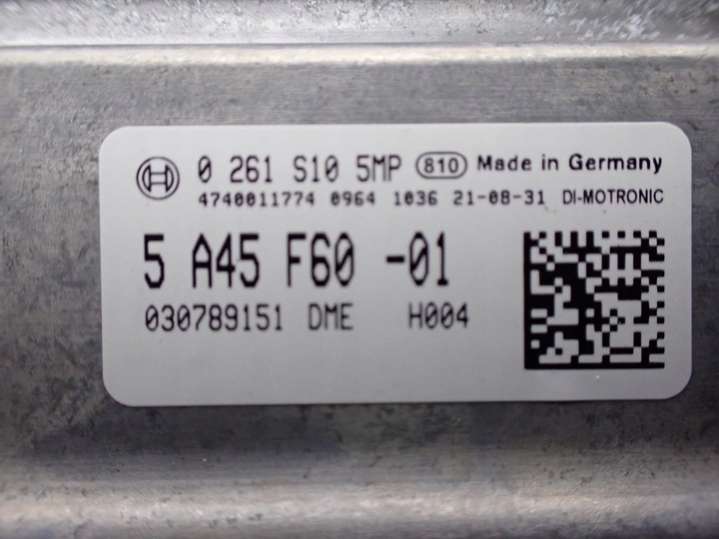 0 261 S10 5MP 810 Made in Germany
4740011774 0964 1036 21-08-31 DI-MOTRONIC
5 A45 F60 -01
030789151 DME H004